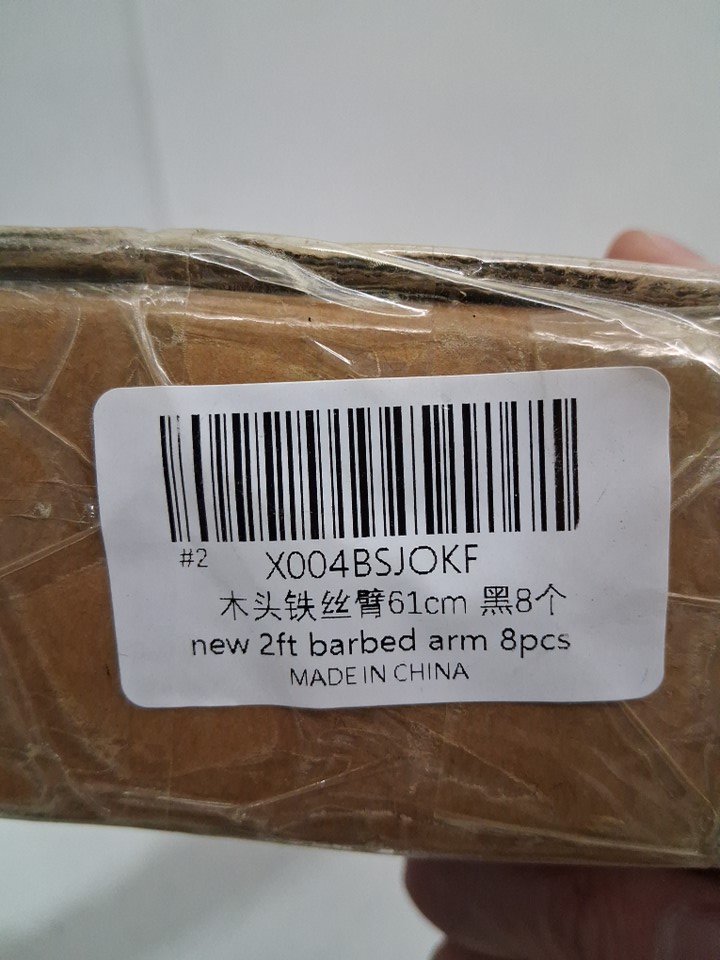 #2 X004BSJOKF
木头铁丝臂61cm 黑8个
new 2ft barbed arm 8pcs
MADE IN CHINA